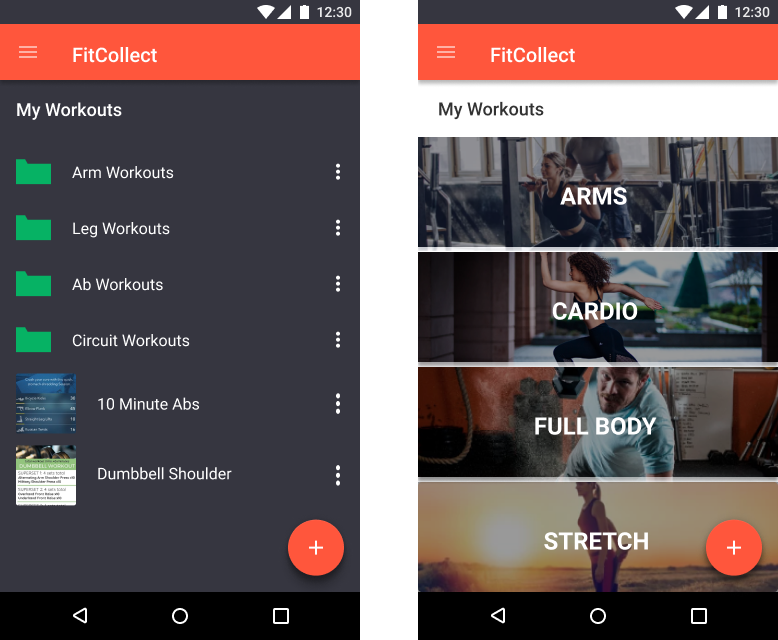 12:30
FitCollect
My Workouts
Arm Workouts
Leg Workouts
Ab Workouts
Circuit Workouts
10 Minute Abs
DUMBBELL WORKOUT
Dumbbell Shoulder
12:30
FitCollect
My Workouts
ARMS
CARDIO
FULL BODY
STRETCH